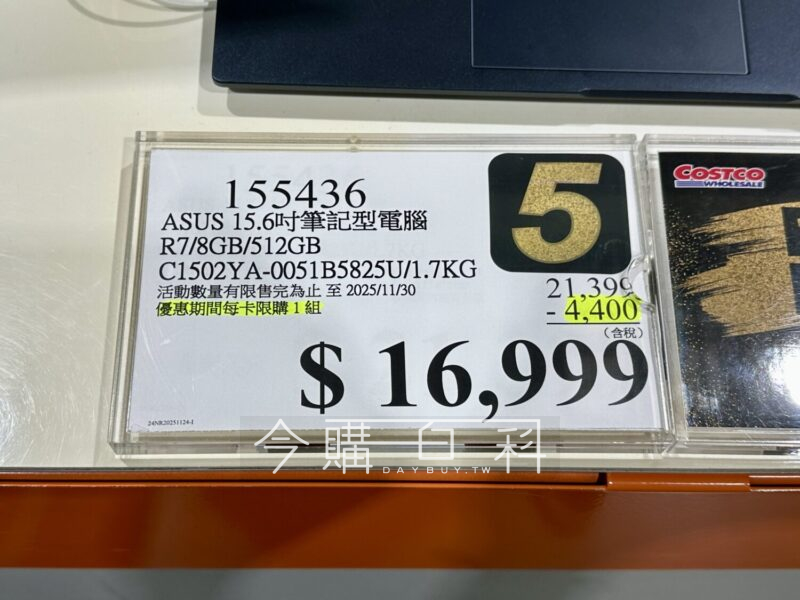 155436
ASUS 15.6吋筆記型電腦
R7/8GB/512GB
C1502YA-0051B5825U/1.7KG
活動數量有限售完為止 至 2025/11/30
優惠期間每卡限購 1 組
5
21,399
- 4,400
(含稅)
$ 16,999
24NR20251124-I
COSTCO
WHOLESALE
今購百科
DAYBUY.TW